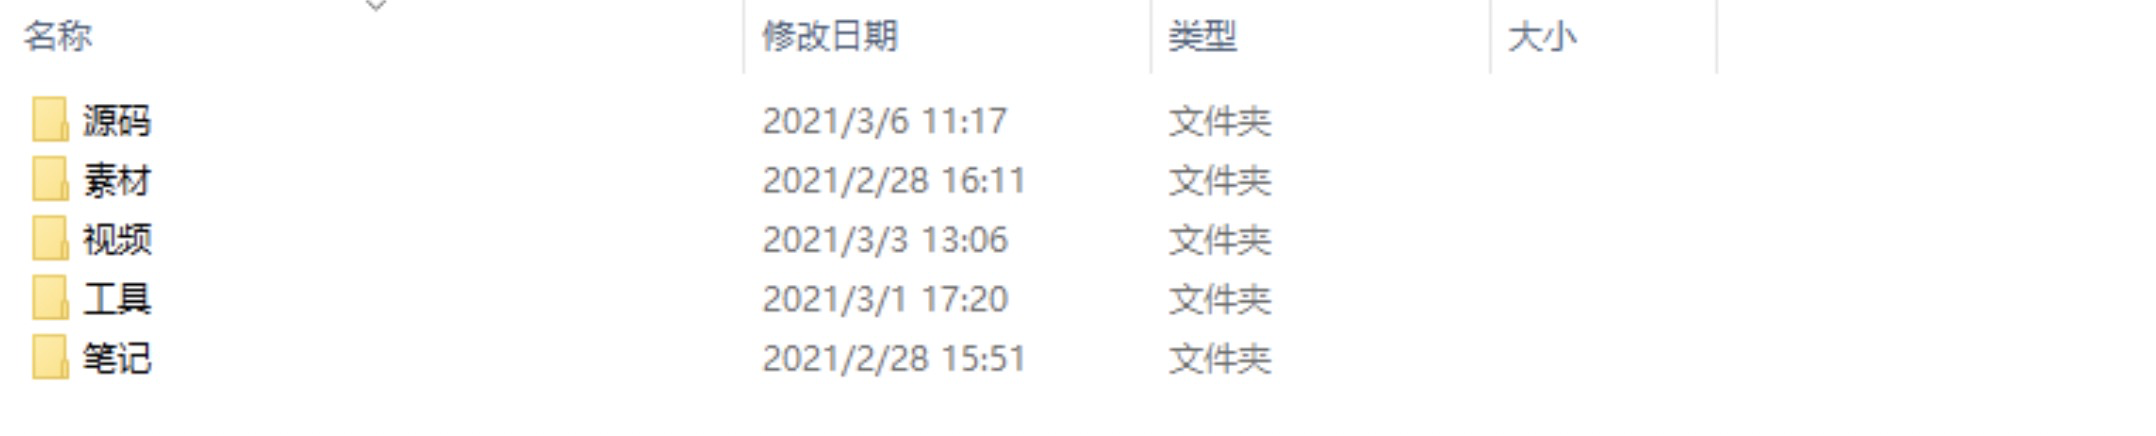 名称 修改日期 类型 大小
源码 2021/3/6 11:17 文件夹
素材 2021/2/28 16:11 文件夹
视频 2021/3/3 13:06 文件夹
工具 2021/3/1 17:20 文件夹
笔记 2021/2/28 15:51 文件夹